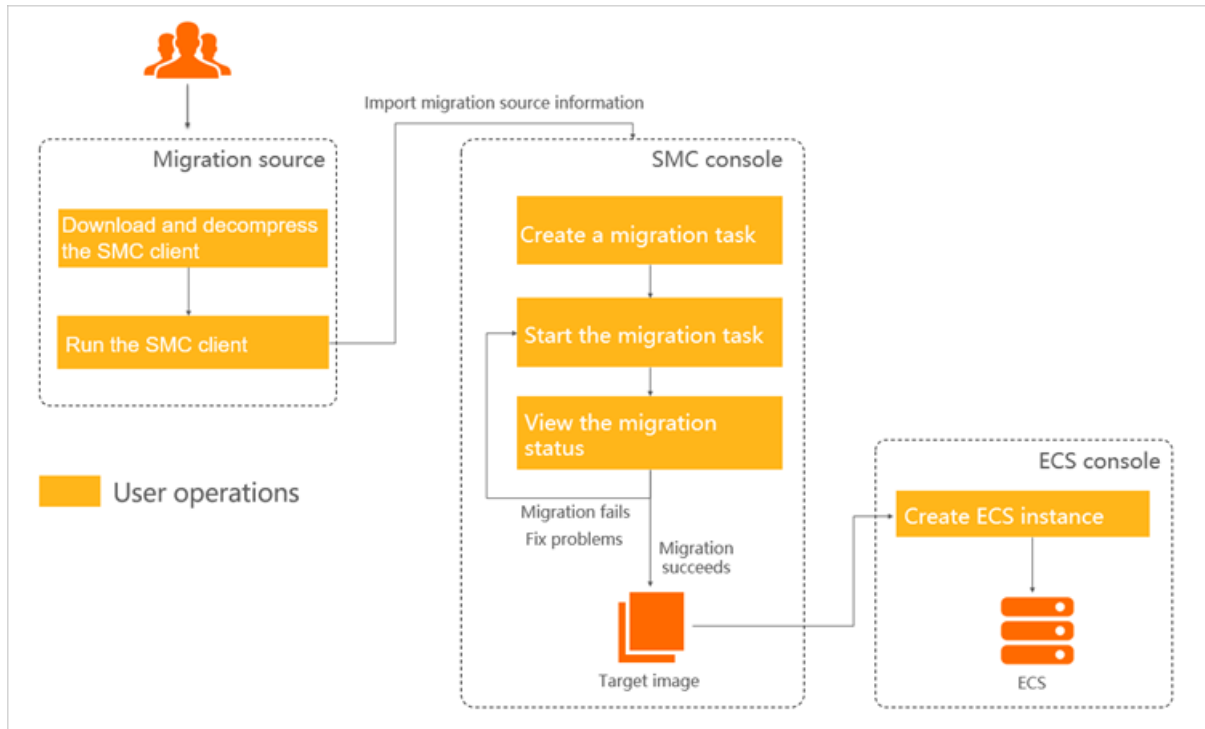 Import migration source information
Migration source
Download and decompress
the SMC client
Run the SMC client
User operations
SMC console
Create a migration task
Start the migration task
View the migration
status
Migration fails
Fix problems
Migration
succeeds
Target image
ECS console
Create ECS instance
ECS